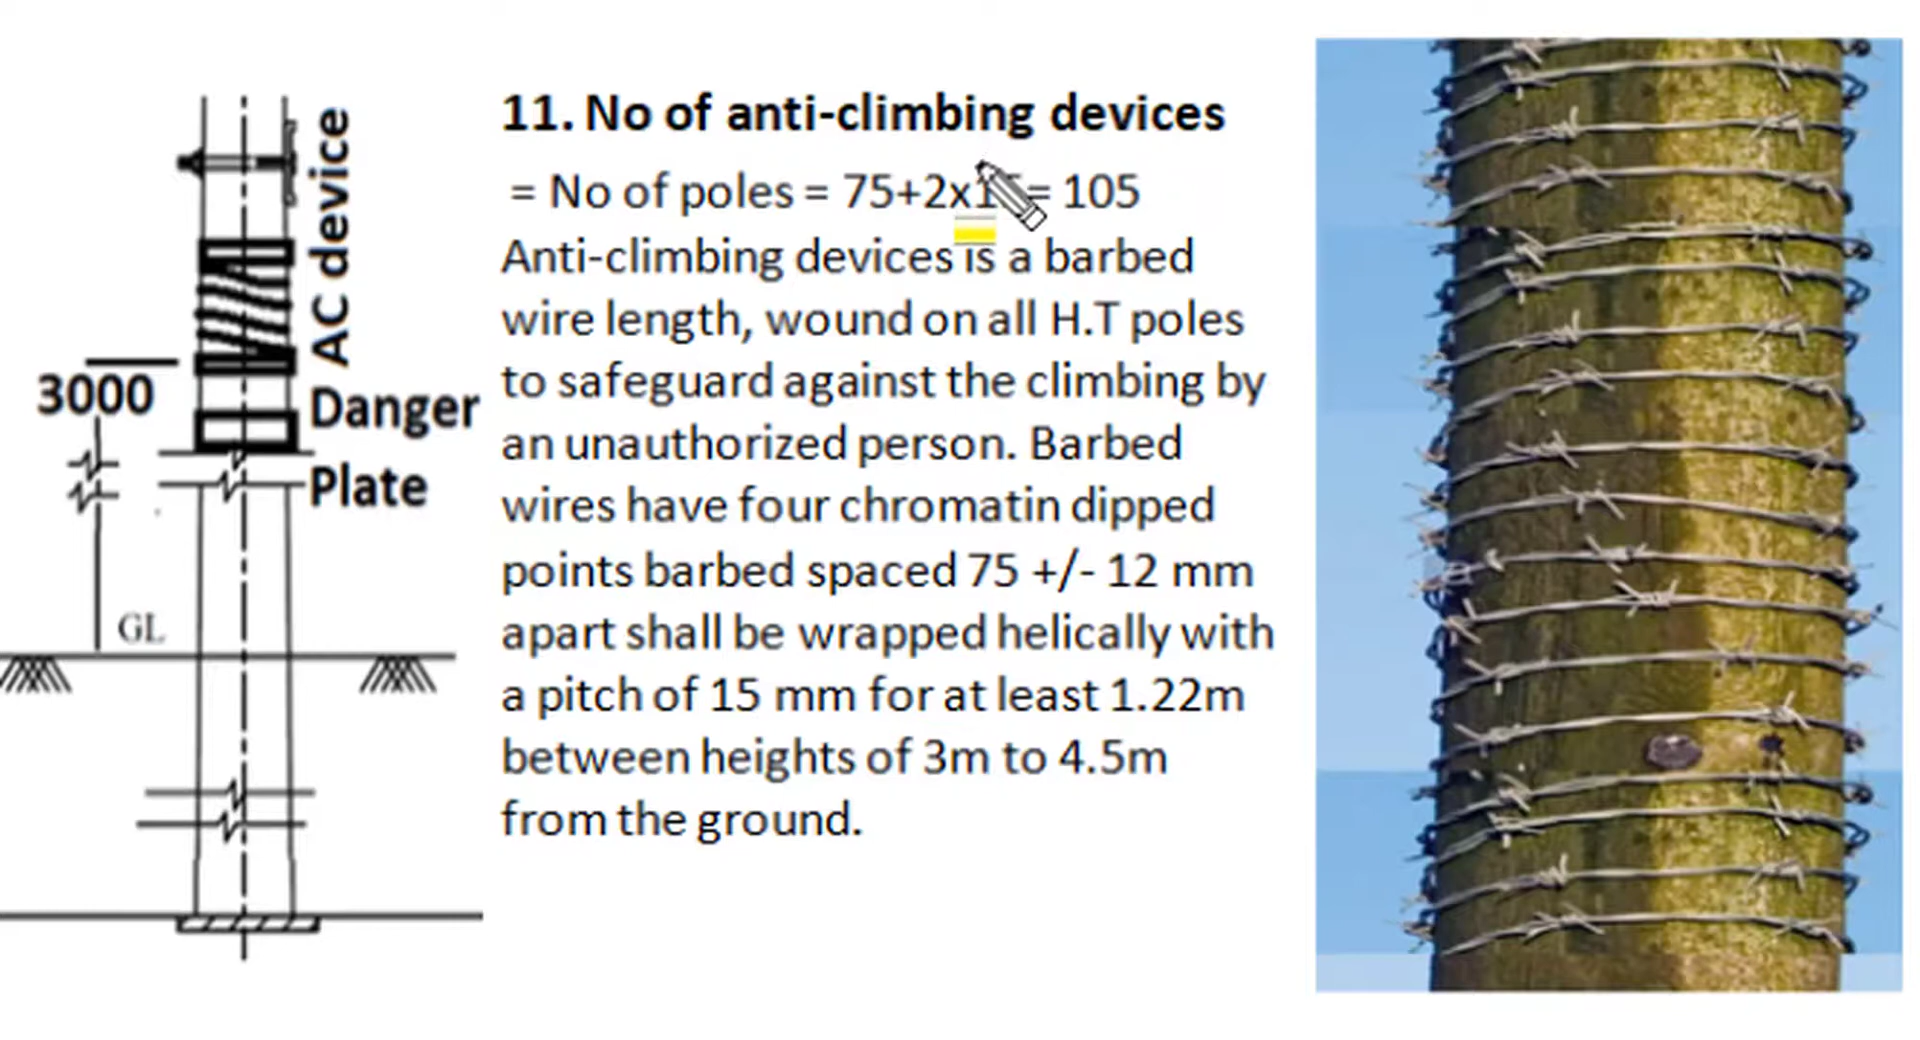 11. No of anti-climbing devices
= No of poles = 75+2x = 105
Anti-climbing devices is a barbed
wire length, wound on all H.T poles
to safeguard against the climbing by
an unauthorized person. Barbed
wires have four chromatin dipped
points barbed spaced 75 +/- 12 mm
apart shall be wrapped helically with
a pitch of 15 mm for at least 1.22m
between heights of 3m to 4.5m
from the ground.
AC device
3000
Danger
Plate
GL